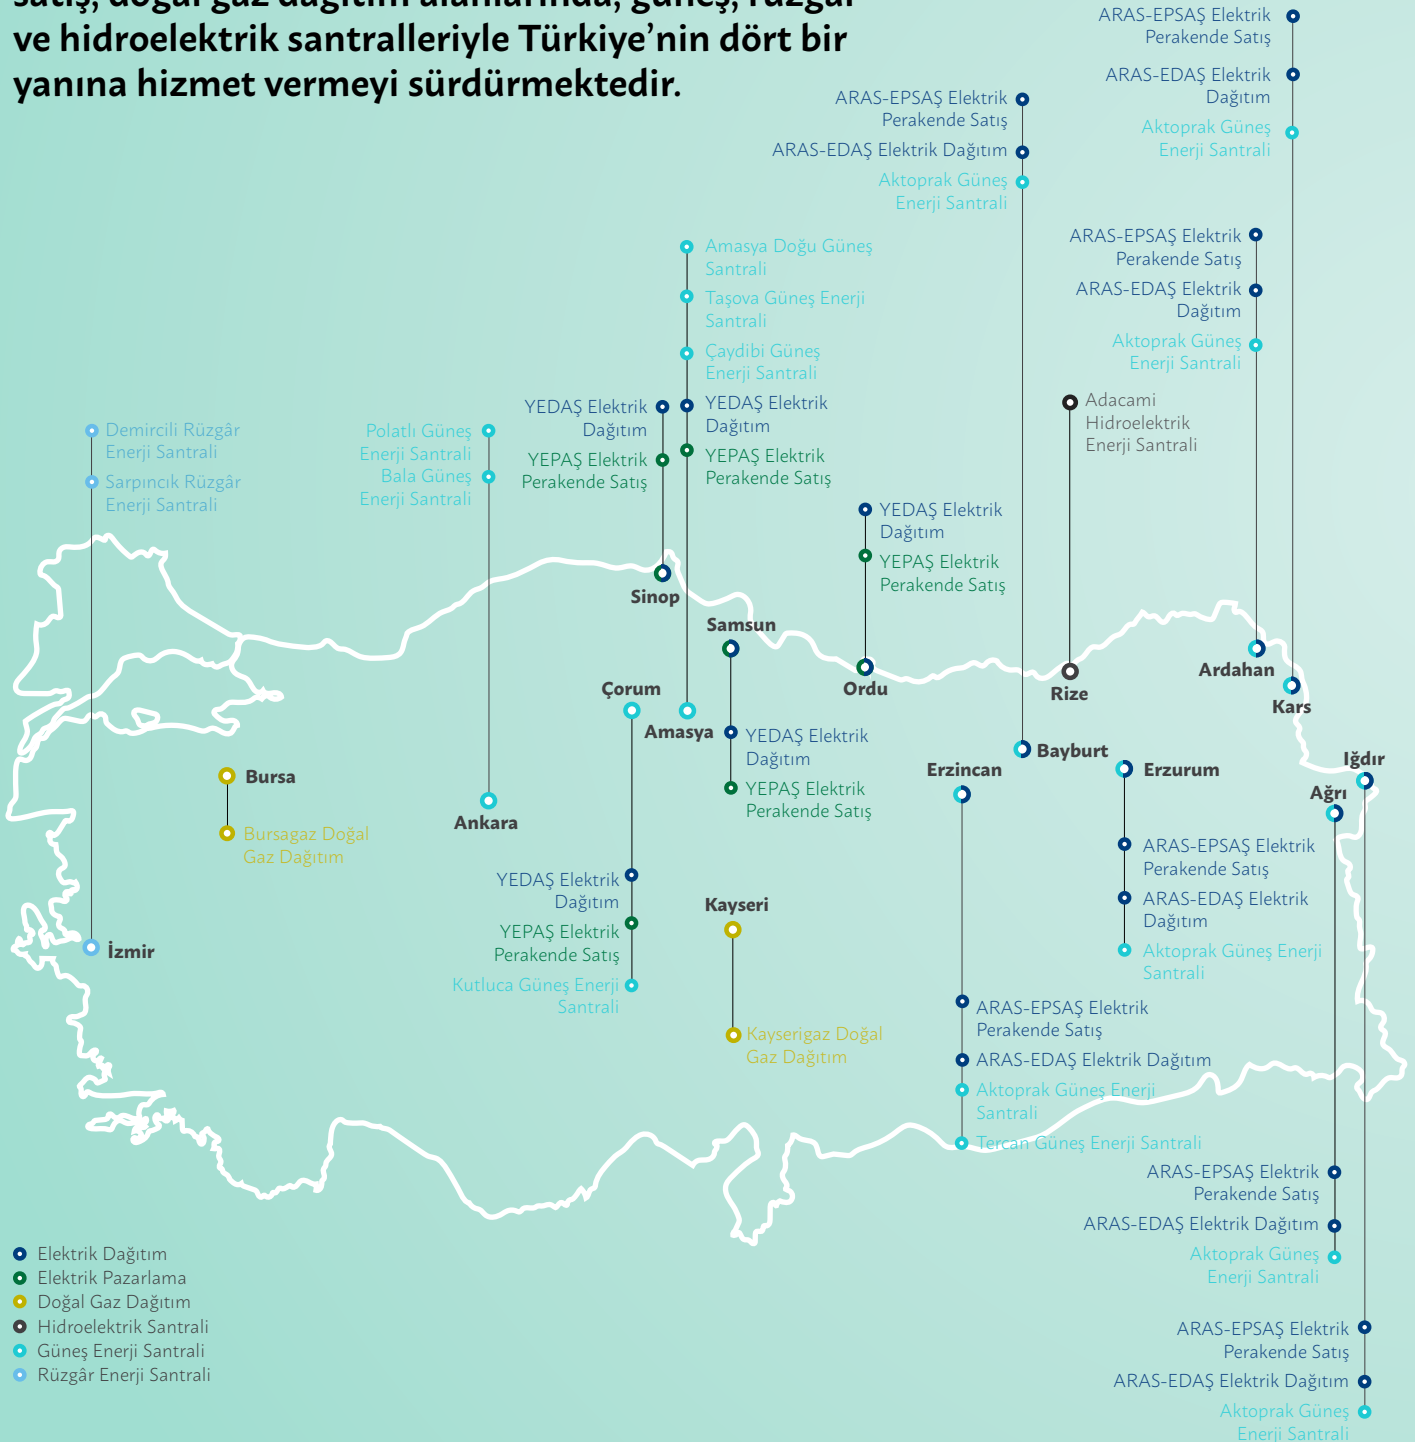 satış, doğal gaz dağıtım alanlarında, güneş, rüzgâr
ve hidroelektrik santralleriyle Türkiye’nin dört bir
yanına hizmet vermeyi sürdürmektedir.
ARAS-EPSAŞ Elektrik
Perakende Satış
ARAS-EDAŞ Elektrik
Dağıtım
Aktoprak Güneş
Enerji Santrali
Kars
ARAS-EPSAŞ Elektrik
Perakende Satış
ARAS-EDAŞ Elektrik Dağıtım
Aktoprak Güneş
Enerji Santrali
Bayburt
ARAS-EPSAŞ Elektrik
Perakende Satış
ARAS-EDAŞ Elektrik
Dağıtım
Aktoprak Güneş
Enerji Santrali
Ardahan
Amasya Doğu Güneş
Santrali
Taşova Güneş Enerji
Santrali
Çaydibi Güneş
Enerji Santrali
YEDAŞ Elektrik
Dağıtım
YEPAŞ Elektrik
Perakende Satış
Amasya
YEDAŞ Elektrik
Dağıtım
YEPAŞ Elektrik
Perakende Satış
Sinop
Adacami
Hidroelektrik
Enerji Santrali
Rize
Demircili Rüzgâr
Enerji Santrali
Sarpıncık Rüzgâr
Enerji Santrali
İzmir
Polatlı Güneş
Enerji Santrali
Bala Güneş
Enerji Santrali
Ankara
YEDAŞ Elektrik
Dağıtım
YEPAŞ Elektrik
Perakende Satış
Ordu
Samsun
YEDAŞ Elektrik
Dağıtım
YEPAŞ Elektrik
Perakende Satış
Çorum
YEDAŞ Elektrik
Dağıtım
YEPAŞ Elektrik
Perakende Satış
Kutluca Güneş Enerji
Santrali
Bursa
Bursagaz Doğal
Gaz Dağıtım
Kayseri
Kayserigaz Doğal
Gaz Dağıtım
Erzincan
ARAS-EPSAŞ Elektrik
Perakende Satış
ARAS-EDAŞ Elektrik Dağıtım
Aktoprak Güneş Enerji
Santrali
Tercan Güneş Enerji Santrali
Erzurum
ARAS-EPSAŞ Elektrik
Perakende Satış
ARAS-EDAŞ Elektrik
Dağıtım
Aktoprak Güneş Enerji
Santrali
Ağrı
ARAS-EPSAŞ Elektrik
Perakende Satış
ARAS-EDAŞ Elektrik Dağıtım
Aktoprak Güneş
Enerji Santrali
Iğdır
ARAS-EPSAŞ Elektrik
Perakende Satış
ARAS-EDAŞ Elektrik Dağıtım
Aktoprak Güneş
Enerji Santrali
Elektrik Dağıtım
Elektrik Pazarlama
Doğal Gaz Dağıtım
Hidroelektrik Santrali
Güneş Enerji Santrali
Rüzgâr Enerji Santrali